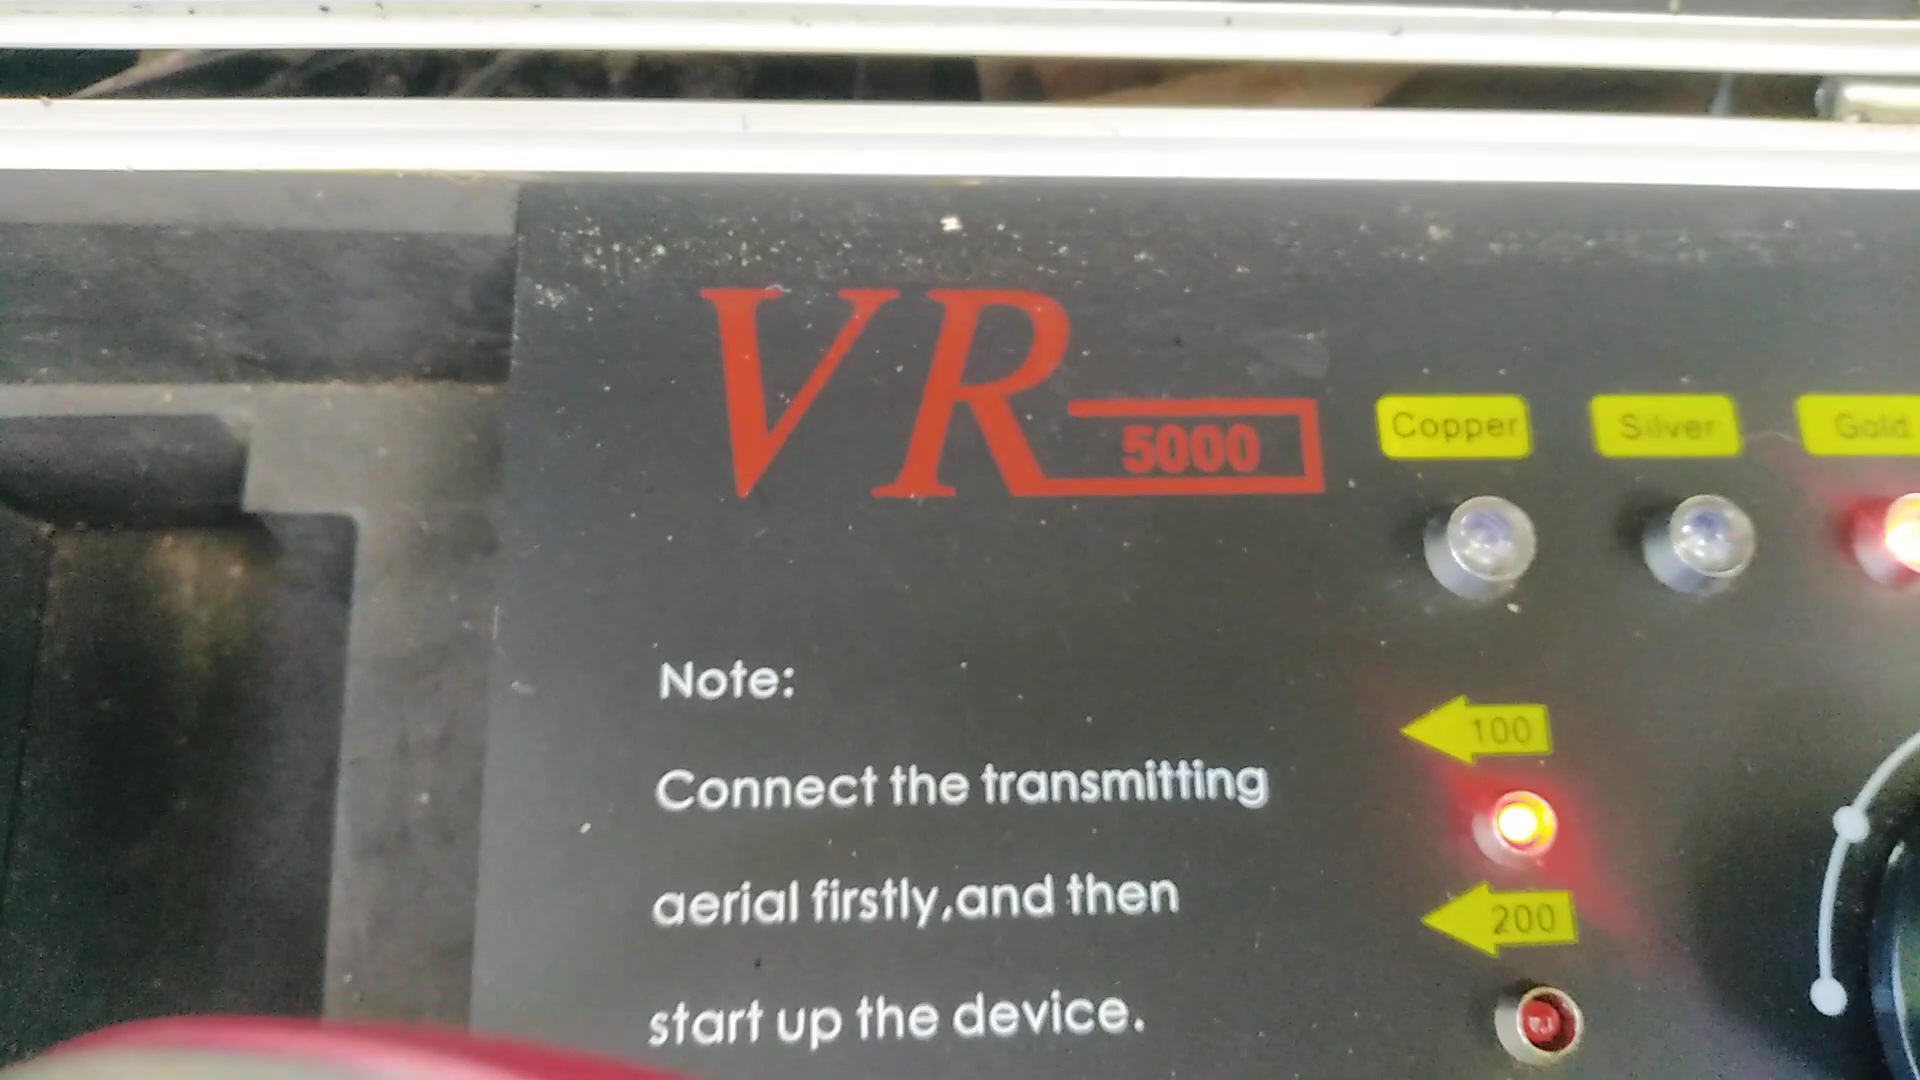 VR
5000
Copper Silver Gold
Note:
100
Connect the transmitting
aerial firstly,and then
200
start up the device.